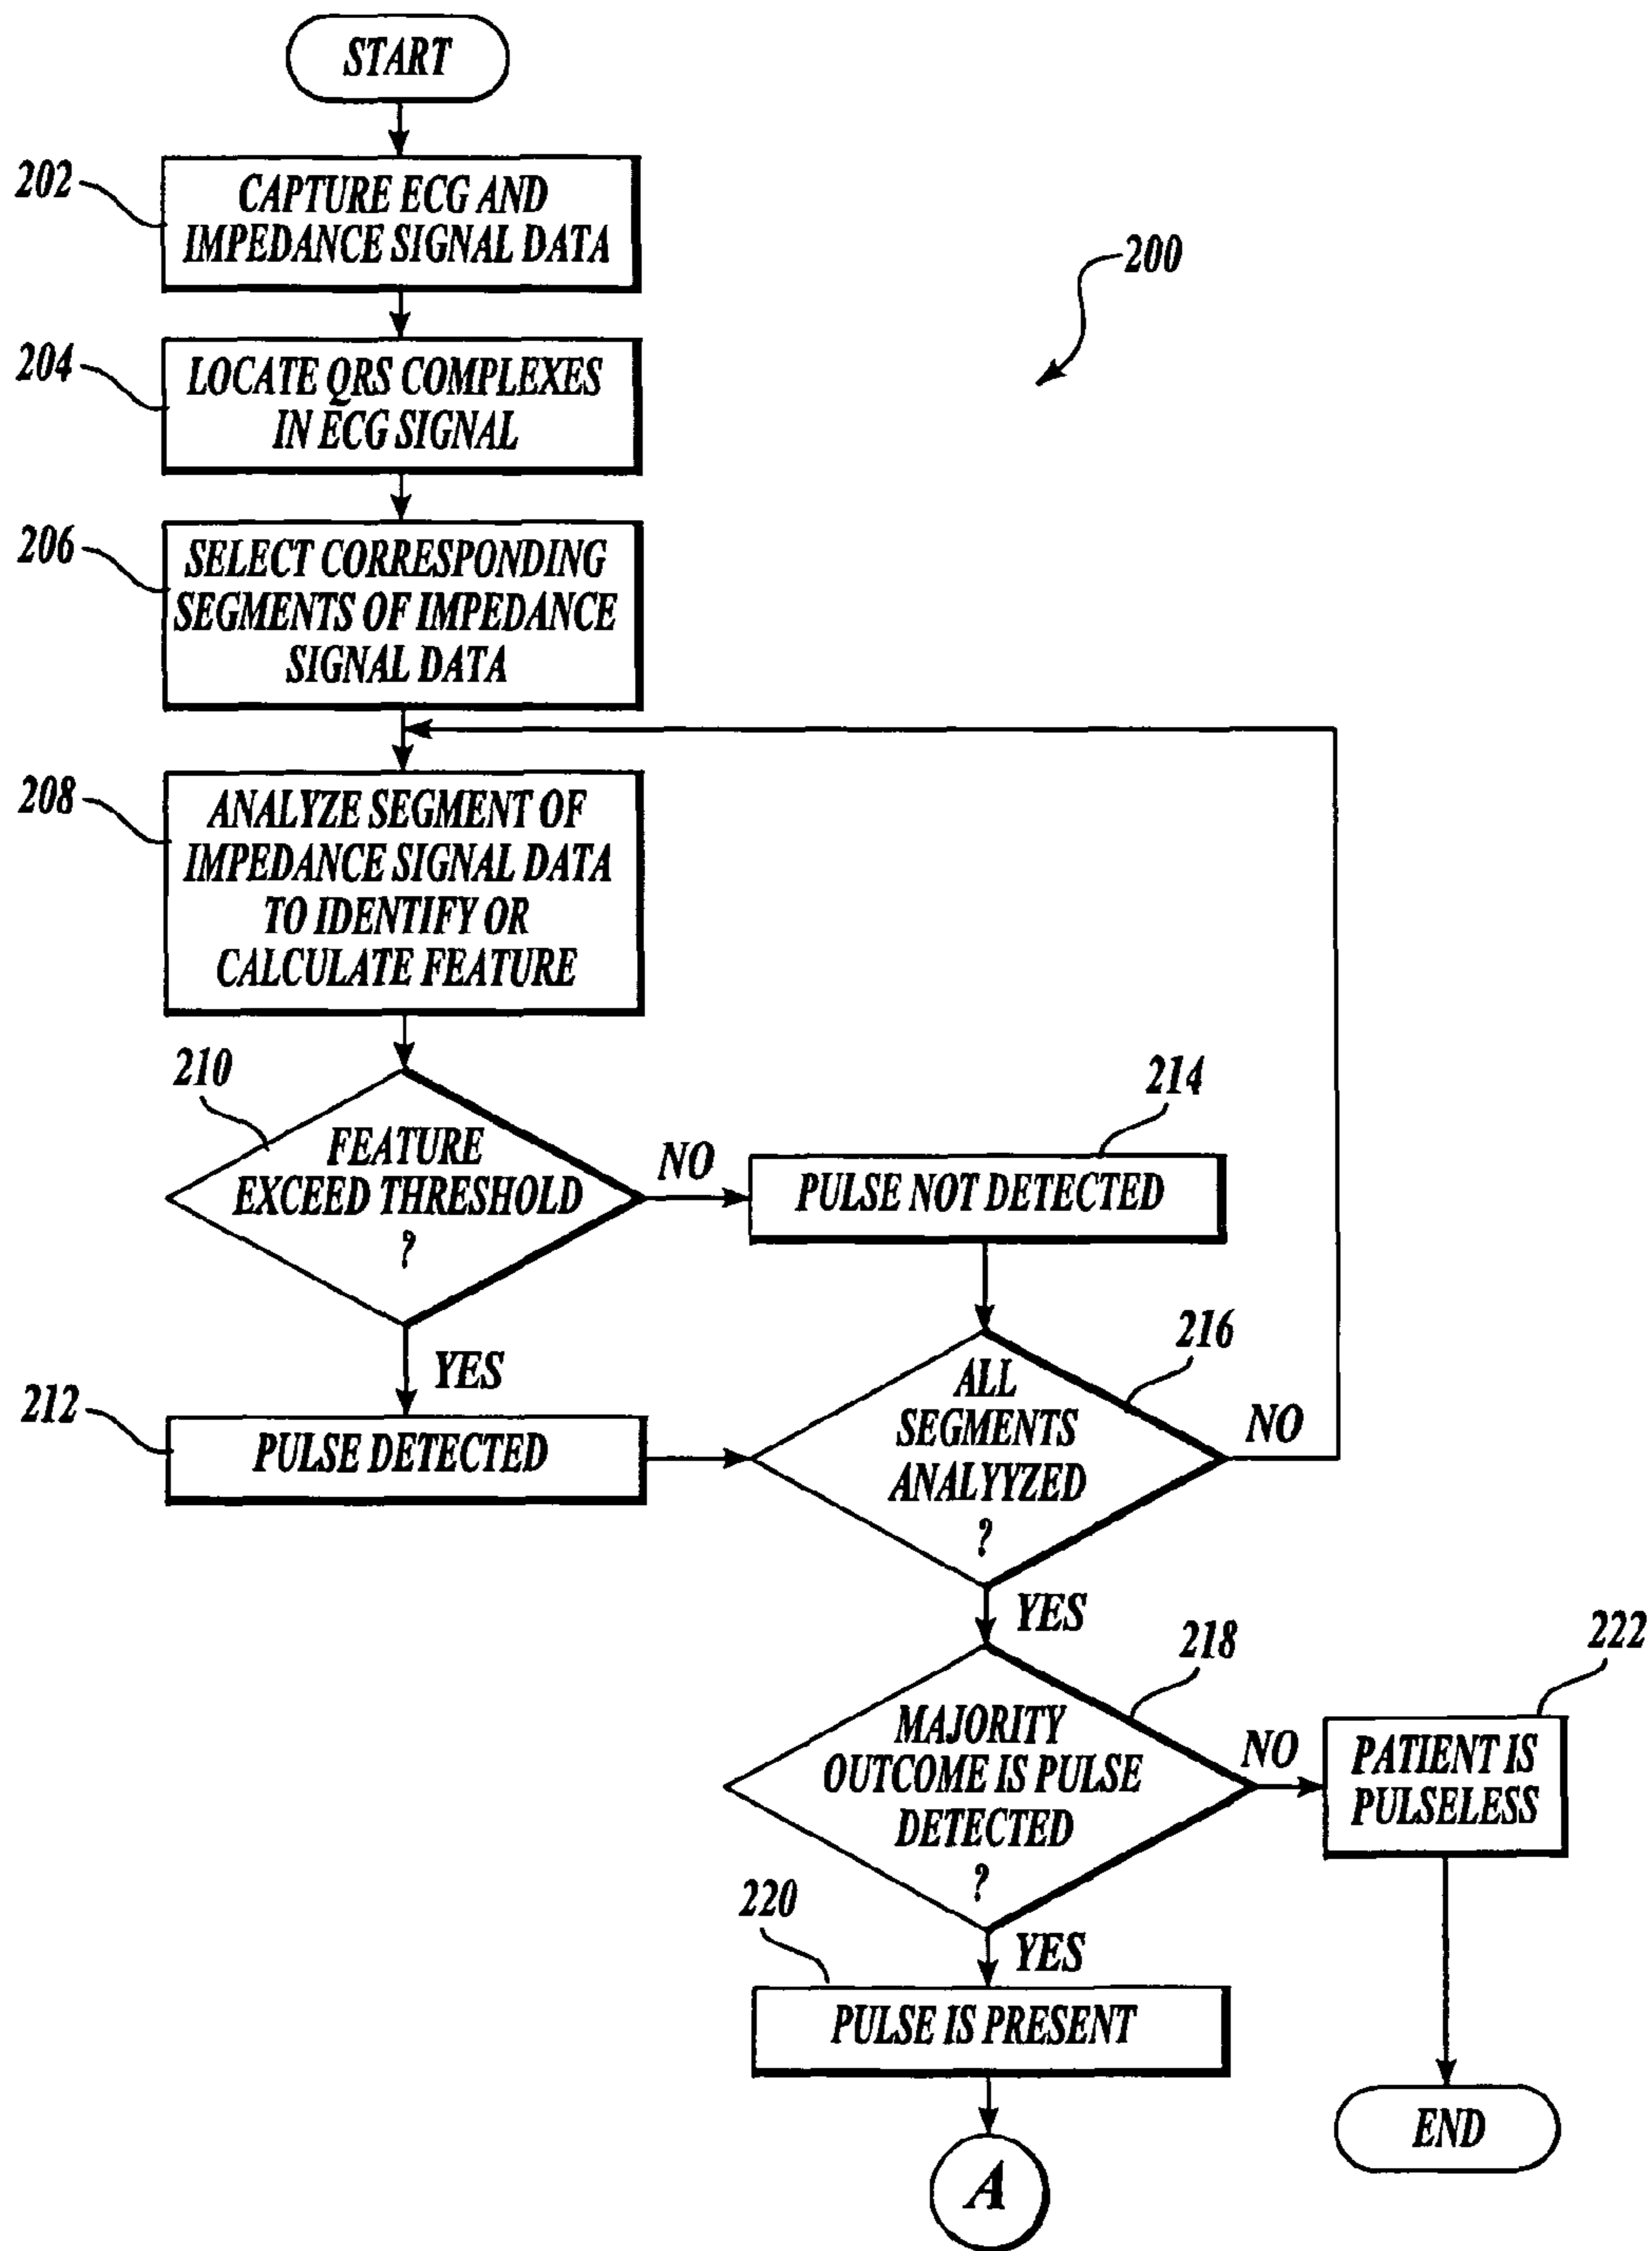 START
202
CAPTURE ECG AND
IMPEDANCE SIGNAL DATA
200
204
LOCATE QRS COMPLEXES
IN ECG SIGNAL
206
SELECT CORRESPONDING
SEGMENTS OF IMPEDANCE
SIGNAL DATA
208
ANALYZE SEGMENT OF
IMPEDANCE SIGNAL DATA
TO IDENTIFY OR
CALCULATE FEATURE
210
FEATURE
EXCEED THRESHOLD
?
NO
214
PULSE NOT DETECTED
YES
212
PULSE DETECTED
216
ALL
SEGMENTS
ANALYYZED
?
NO
YES
218
MAJORITY
OUTCOME IS PULSE
DETECTED
?
NO
222
PATIENT IS
PULSELESS
YES
220
PULSE IS PRESENT
END
A